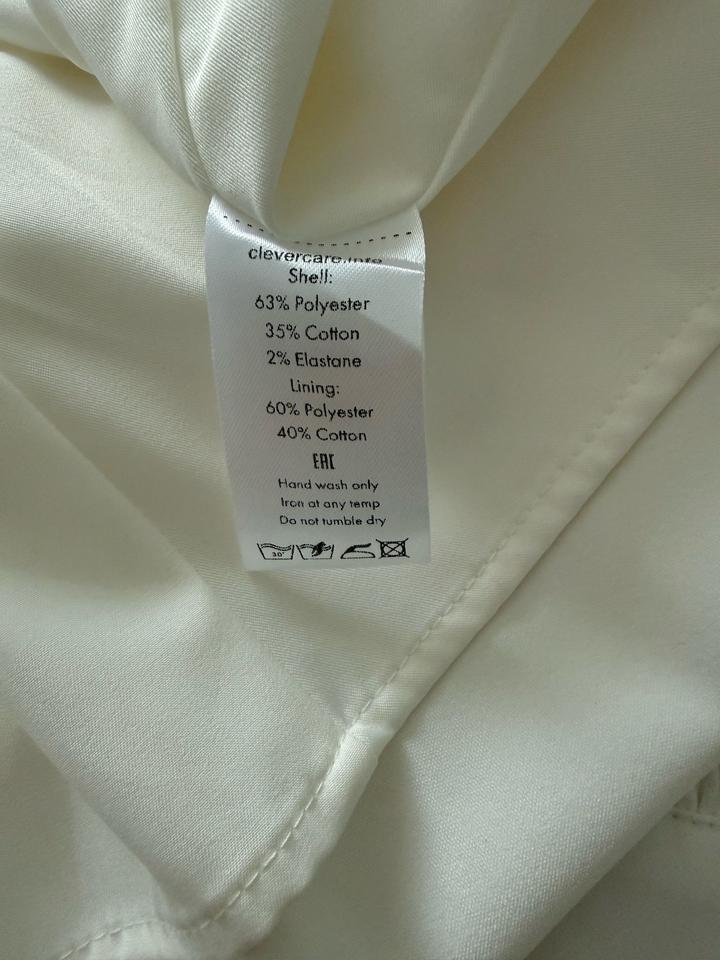 clevercare.info
Shell:
63% Polyester
35% Cotton
2% Elastane
Lining:
60% Polyester
40% Cotton
EAC
Hand wash only
Iron at any temp
Do not tumble dry
30°